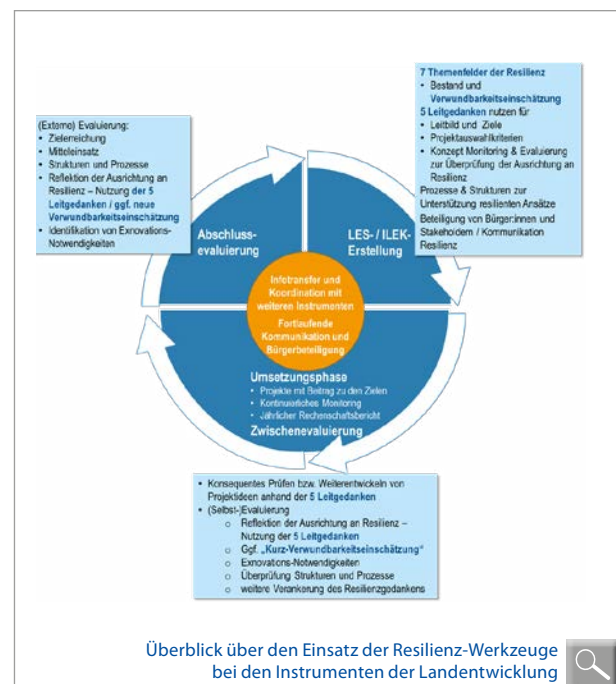 (Externe) Evaluierung:
• Zielerreichung
• Mitteleinsatz
• Strukturen und Prozesse
• Reflektion der Ausrichtung an
Resilienz – Nutzung der 5
Leitgedanken / ggf. neue
Verwundbarkeitseinschätzung
• Identifikation von Exnovations-
Notwendigkeiten
7 Themenfelder der Resilienz
• Bestand und
Verwundbarkeitseinschätzung
5 Leitgedanken nutzen für
• Leitbild und Ziele
• Projektauswahlkriterien
• Konzept Monitoring & Evaluierung
zur Überprüfung der Ausrichtung an
Resilienz
Prozesse & Strukturen zur
Unterstützung resilienten Ansätze
Beteiligung von Bürger:innen und
Stakeholdern / Kommunikation
Resilienz
Abschluss-
evaluierung
LES- / ILEK-
Erstellung
Infotransfer und
Koordination mit
weiteren Instrumenten
Fortlaufende
Kommunikation und
Bürgerbeteiligung
Umsetzungsphase
• Projekte mit Beitrag zu den Zielen
• Kontinuierliches Monitoring
• Jährlicher Rechenschaftsbericht
Zwischenevaluierung
• Konsequentes Prüfen bzw. Weiterentwickeln von
Projektideen anhand der 5 Leitgedanken
• (Selbst-)Evaluierung
o Reflektion der Ausrichtung an Resilienz –
Nutzung der 5 Leitgedanken
o Ggf. „Kurz-Verwundbarkeitseinschätzung“
o Exnovations-Notwendigkeiten
o Überprüfung Strukturen und Prozesse
o weitere Verankerung des Resilienzgedankens
Überblick über den Einsatz der Resilienz-Werkzeuge
bei den Instrumenten der Landentwicklung